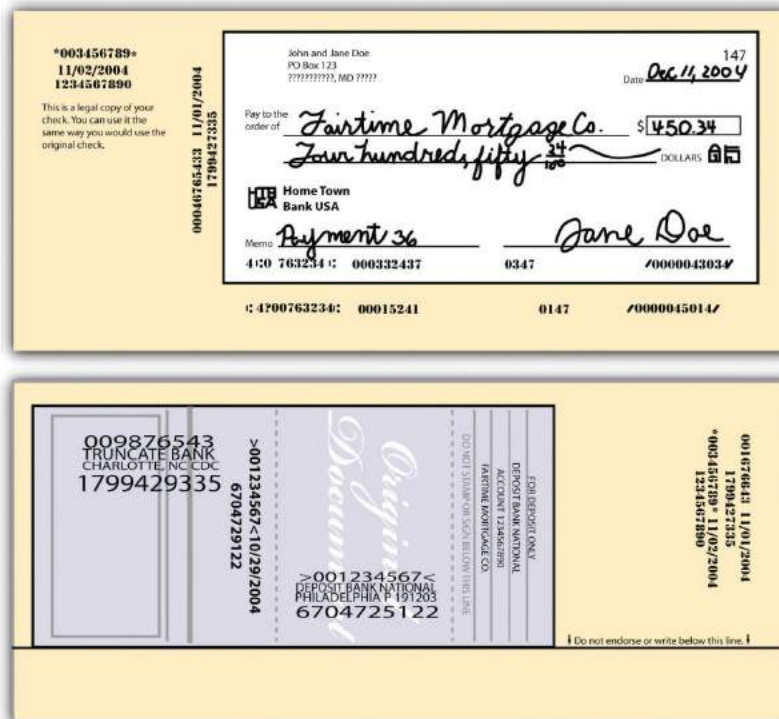 *003456789*
11/02/2004
1234567890
This is a legal copy of your
check. You can use it the
same way you would use the
original check.
00046765433 11/01/2004
1799427335
John and Jane Doe
PO Box 123
???????????, MD ?????
147
Date Dec 11, 2004
Pay to the
order of Fairtime Mortgage Co. $ 450.34
Four hundred, fifty 34/100 DOLLARS
Home Town
Bank USA
Memo Payment 36 Jane Doe
000332437 0347
00015241 0147
009876543
TRUNCATE BANK
CHARLOTTE, NC CDC
1799429335
>001234567<10/29/2004
6704729122
Original
Document
>001234567<
DEPOSIT BANK NATIONAL
PHILADELPHIA P 191203
6704725122
FOR DEPOSIT ONLY
DEPOSIT BANK NATIONAL
ACCOUNT 1234567890
FAIRTIME MORTGAGE CO.
DO NOT STAMP OR SIGN BELOW THIS LINE
001676643 11/01/2004
1799427335
*003456789* 11/02/2004
1234567890
Do not endorse or write below this line.